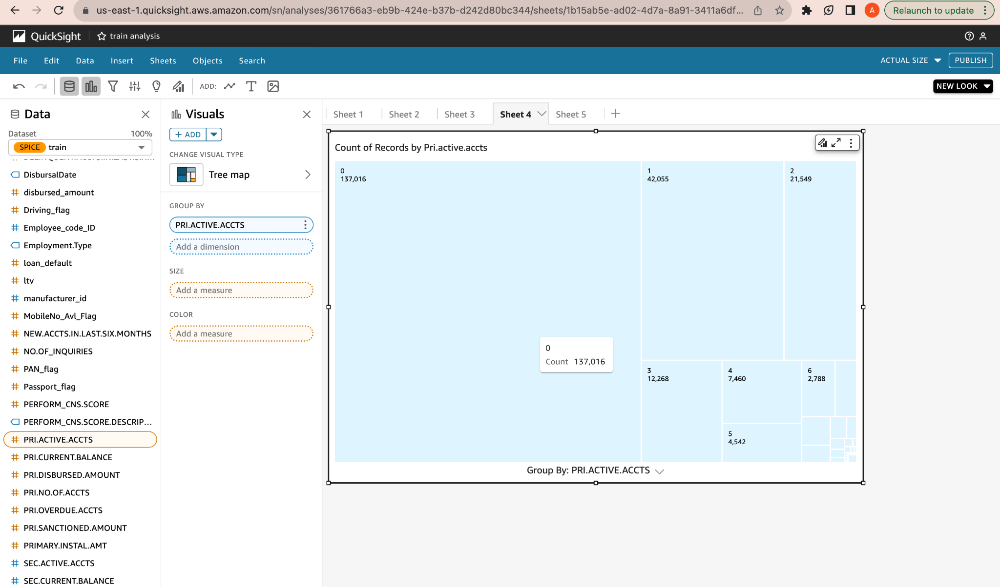 us-east-1.quicksight.aws.amazon.com/sn/analyses/361766a3-eb9b-424e-b37b-d242d80bc344/sheets/1b15ab5e-ad02-4d7a-8a91-3411a6df...
A
Relaunch to update
QuickSight
train analysis
File
Edit
Data
Insert
Sheets
Objects
Search
ACTUAL SIZE
PUBLISH
ADD:
NEW LOOK
Data
Dataset
100%
SPICE
train
DisbursalDate
disbursed_amount
Driving_flag
Employee_code_ID
Employment.Type
loan_default
ltv
manufacturer_id
MobileNo_Avl_Flag
NEW.ACCTS.IN.LAST.SIX.MONTHS
NO.OF_INQUIRIES
PAN_flag
Passport_flag
PERFORM_CNS.SCORE
PERFORM_CNS.SCORE.DESCRIP...
PRI.ACTIVE.ACCTS
PRI.CURRENT.BALANCE
PRI.DISBURSED.AMOUNT
PRI.NO.OF.ACCTS
PRI.OVERDUE.ACCTS
PRI.SANCTIONED.AMOUNT
PRIMARY.INSTAL.AMT
SEC.ACTIVE.ACCTS
SEC.CURRENT.BALANCE
Visuals
+ ADD
CHANGE VISUAL TYPE
Tree map
GROUP BY
PRI.ACTIVE.ACCTS
Add a dimension
SIZE
Add a measure
COLOR
Add a measure
Sheet 1
Sheet 2
Sheet 3
Sheet 4
Sheet 5
Count of Records by Pri.active.accts
0
137,016
1
42,055
2
21,549
0
Count 137,016
3
12,268
4
7,460
6
2,788
5
4,542
Group By: PRI.ACTIVE.ACCTS